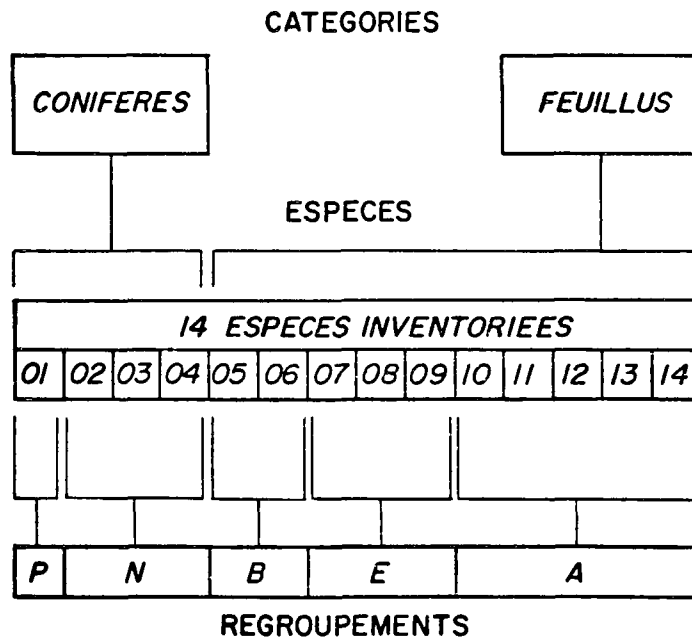 CATEGORIES
CONIFERES FEUILLUS
ESPECES
14 ESPECES INVENTORIEES
01 02 03 04 05 06 07 08 09 10 11 12 13 14
P N B E A
REGROUPEMENTS